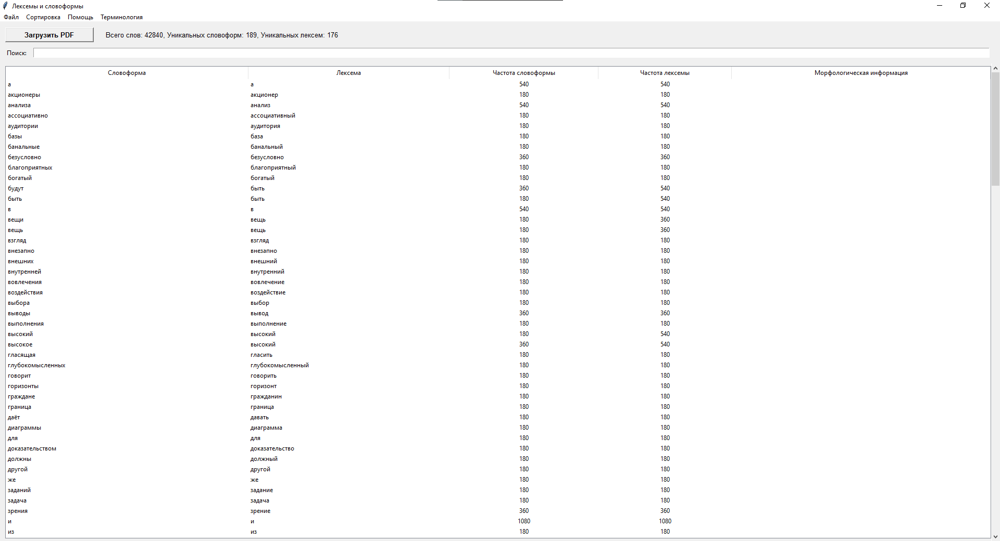 Лексемы и словоформы
Файл Сортировка Помощь Терминология
Загрузить PDF Всего слов: 42840, Уникальных словоформ: 189, Уникальных лексем: 176
Поиск:
Словоформа Лексема Частота словоформы Частота лексемы Морфологическая информация
а а 540 540
акционеры акционер 180 180
анализа анализ 540 540
ассоциативно ассоциативный 180 180
аудитории аудитория 180 180
базы база 180 180
банальные банальный 180 180
безусловно безусловно 360 360
благоприятных благоприятный 180 180
богатый богатый 180 180
будут быть 360 540
быть быть 180 540
в в 540 540
вещи вещь 180 360
вещь вещь 180 360
взгляд взгляд 180 180
внезапно внезапно 180 180
внешних внешний 180 180
внутренней внутренний 180 180
вовлечения вовлечение 180 180
воздействия воздействие 180 180
выбора выбор 180 180
выводы вывод 360 360
выполнения выполнение 180 180
высокий высокий 180 540
высокое высокий 360 540
гласящая гласить 180 180
глубокомысленных глубокомысленный 180 180
говорит говорить 180 180
горизонты горизонт 180 180
граждане гражданин 180 180
граница граница 180 180
даёт давать 180 180
диаграммы диаграмма 180 180
для для 180 180
доказательством доказательство 180 180
должны должный 180 180
другой другой 180 180
же же 180 180
заданий задание 180 180
задача задача 180 180
зрения зрение 360 360
и и 1080 1080
из из 180 180